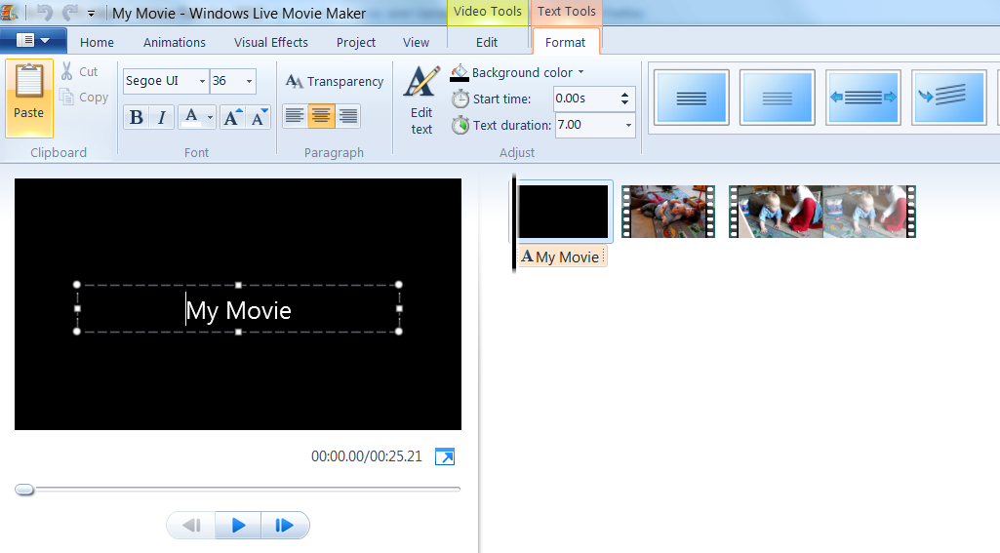 My Movie - Windows Live Movie Maker
Video Tools
Text Tools
Home
Animations
Visual Effects
Project
View
Edit
Format
Paste
Cut
Copy
Clipboard
Segoe UI
36
B I A A A
Font
AA Transparency
Paragraph
A
Edit
text
Background color
Start time:
0.00s
Text duration:
7.00
Adjust
My Movie
A My Movie
00:00.00/00:25.21